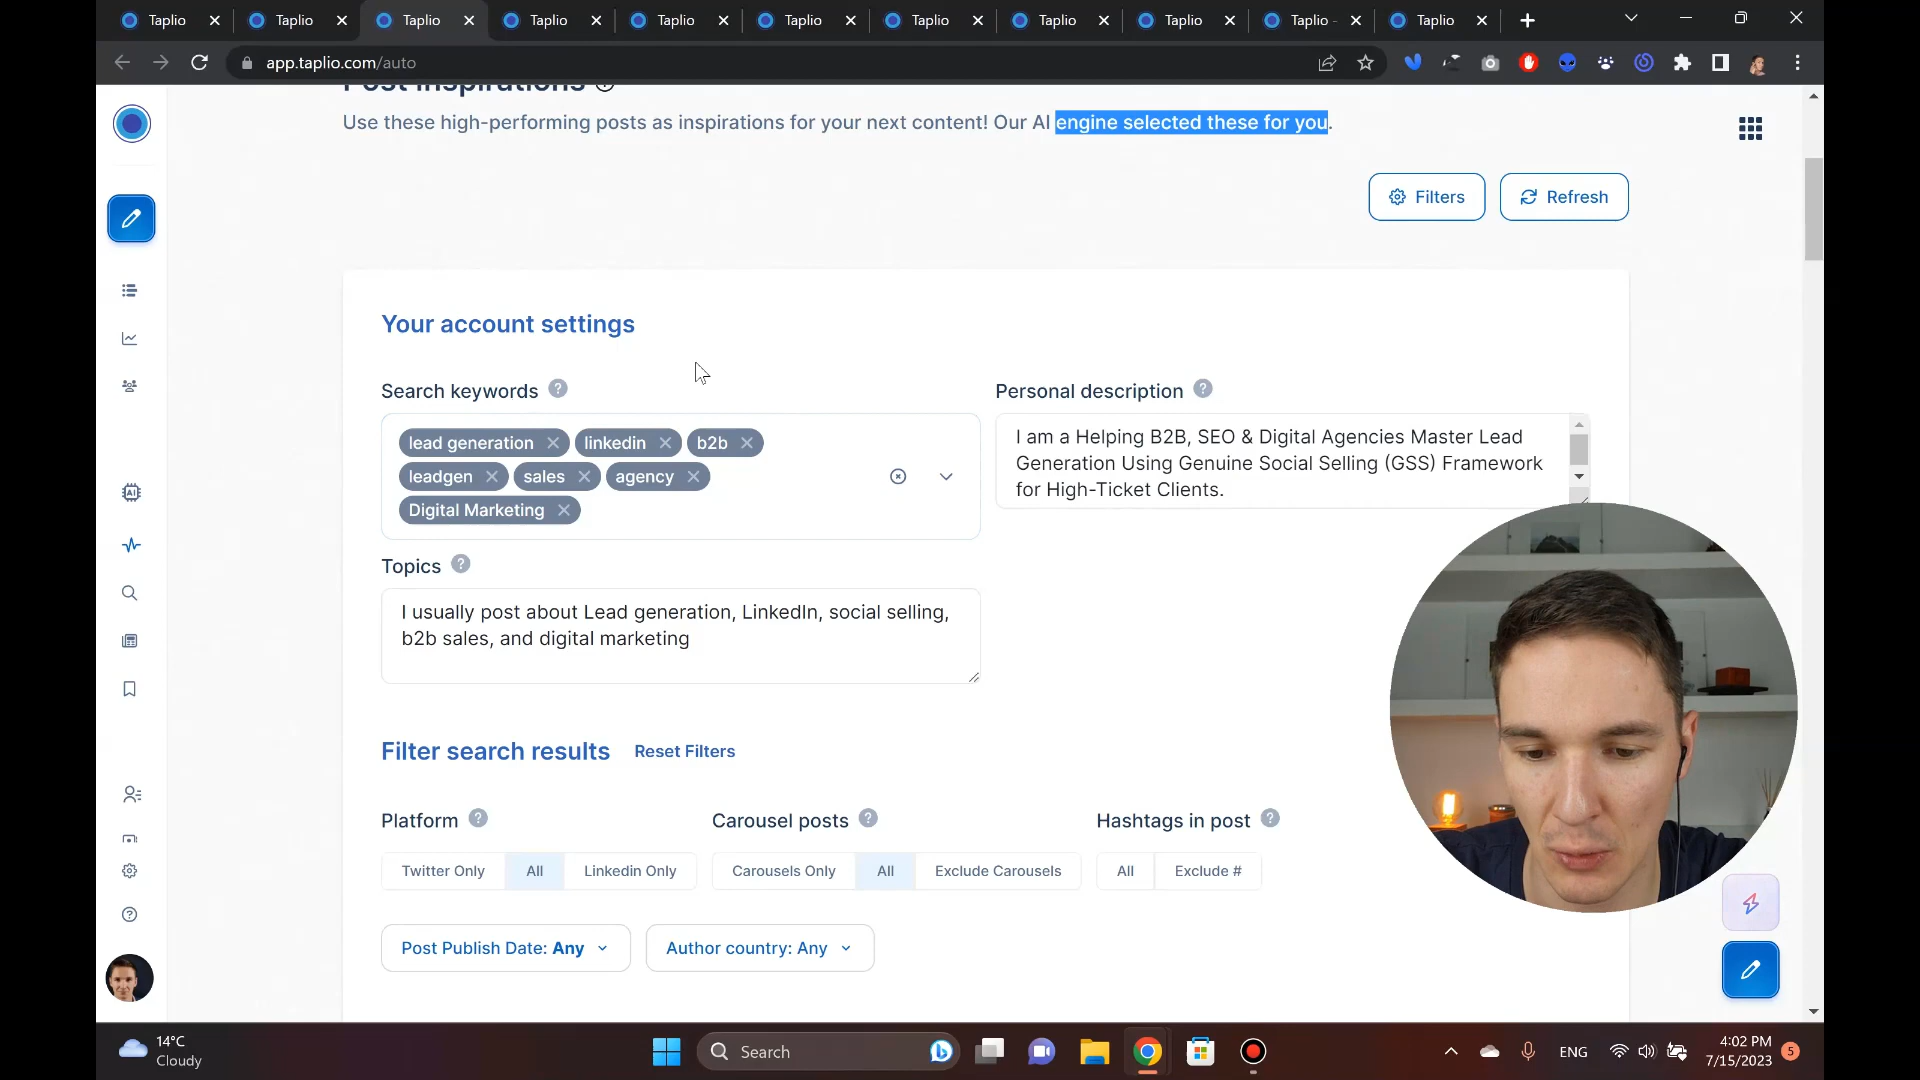 Taplio
Taplio
Taplio
Taplio
Taplio
Taplio
Taplio
Taplio
Taplio
Taplio -
Taplio
app.taplio.com/auto
Post Inspirations
Use these high-performing posts as inspirations for your next content! Our AI engine selected these for you.
Filters
Refresh
Your account settings
Search keywords
lead generation
linkedin
b2b
leadgen
sales
agency
Digital Marketing
Personal description
I am a Helping B2B, SEO & Digital Agencies Master Lead
Generation Using Genuine Social Selling (GSS) Framework
for High-Ticket Clients.
Topics
I usually post about Lead generation, LinkedIn, social selling,
b2b sales, and digital marketing
Filter search results
Reset Filters
Platform
Carousel posts
Hashtags in post
Twitter Only
All
Linkedin Only
Carousels Only
All
Exclude Carousels
All
Exclude #
Post Publish Date: Any
Author country: Any
AI
14°C
Cloudy
Search
ENG
4:02 PM
7/15/2023
5